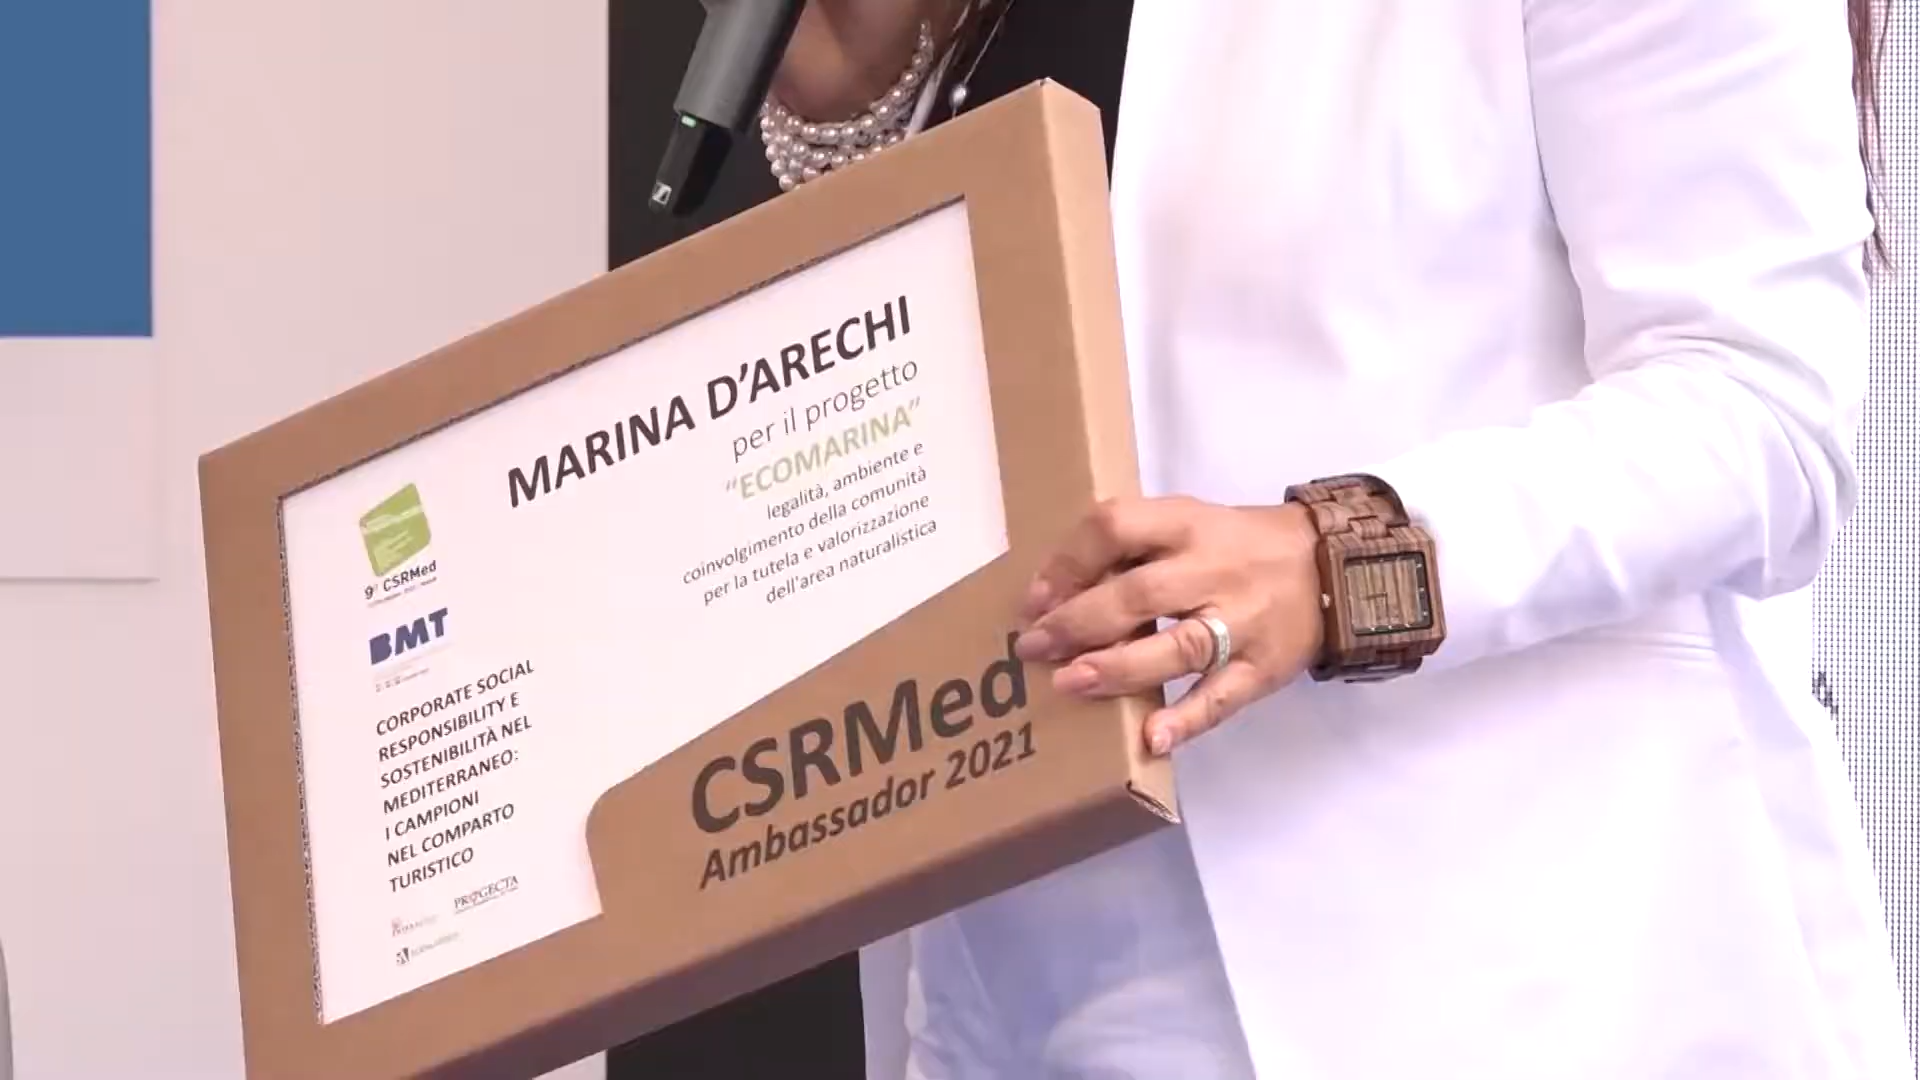 MARINA D'ARECHI
per il progetto
“ECOMARINA”
legalità, ambiente e
coinvolgimento della comunità
per la tutela e valorizzazione
dell'area naturalistica
9° CSRMed
BMT
CORPORATE SOCIAL
RESPONSIBILITY E
SOSTENIBILITÀ NEL
MEDITERRANEO:
I CAMPIONI
NEL COMPARTO
TURISTICO
PROGECTA
CSRMed
Ambassador 2021